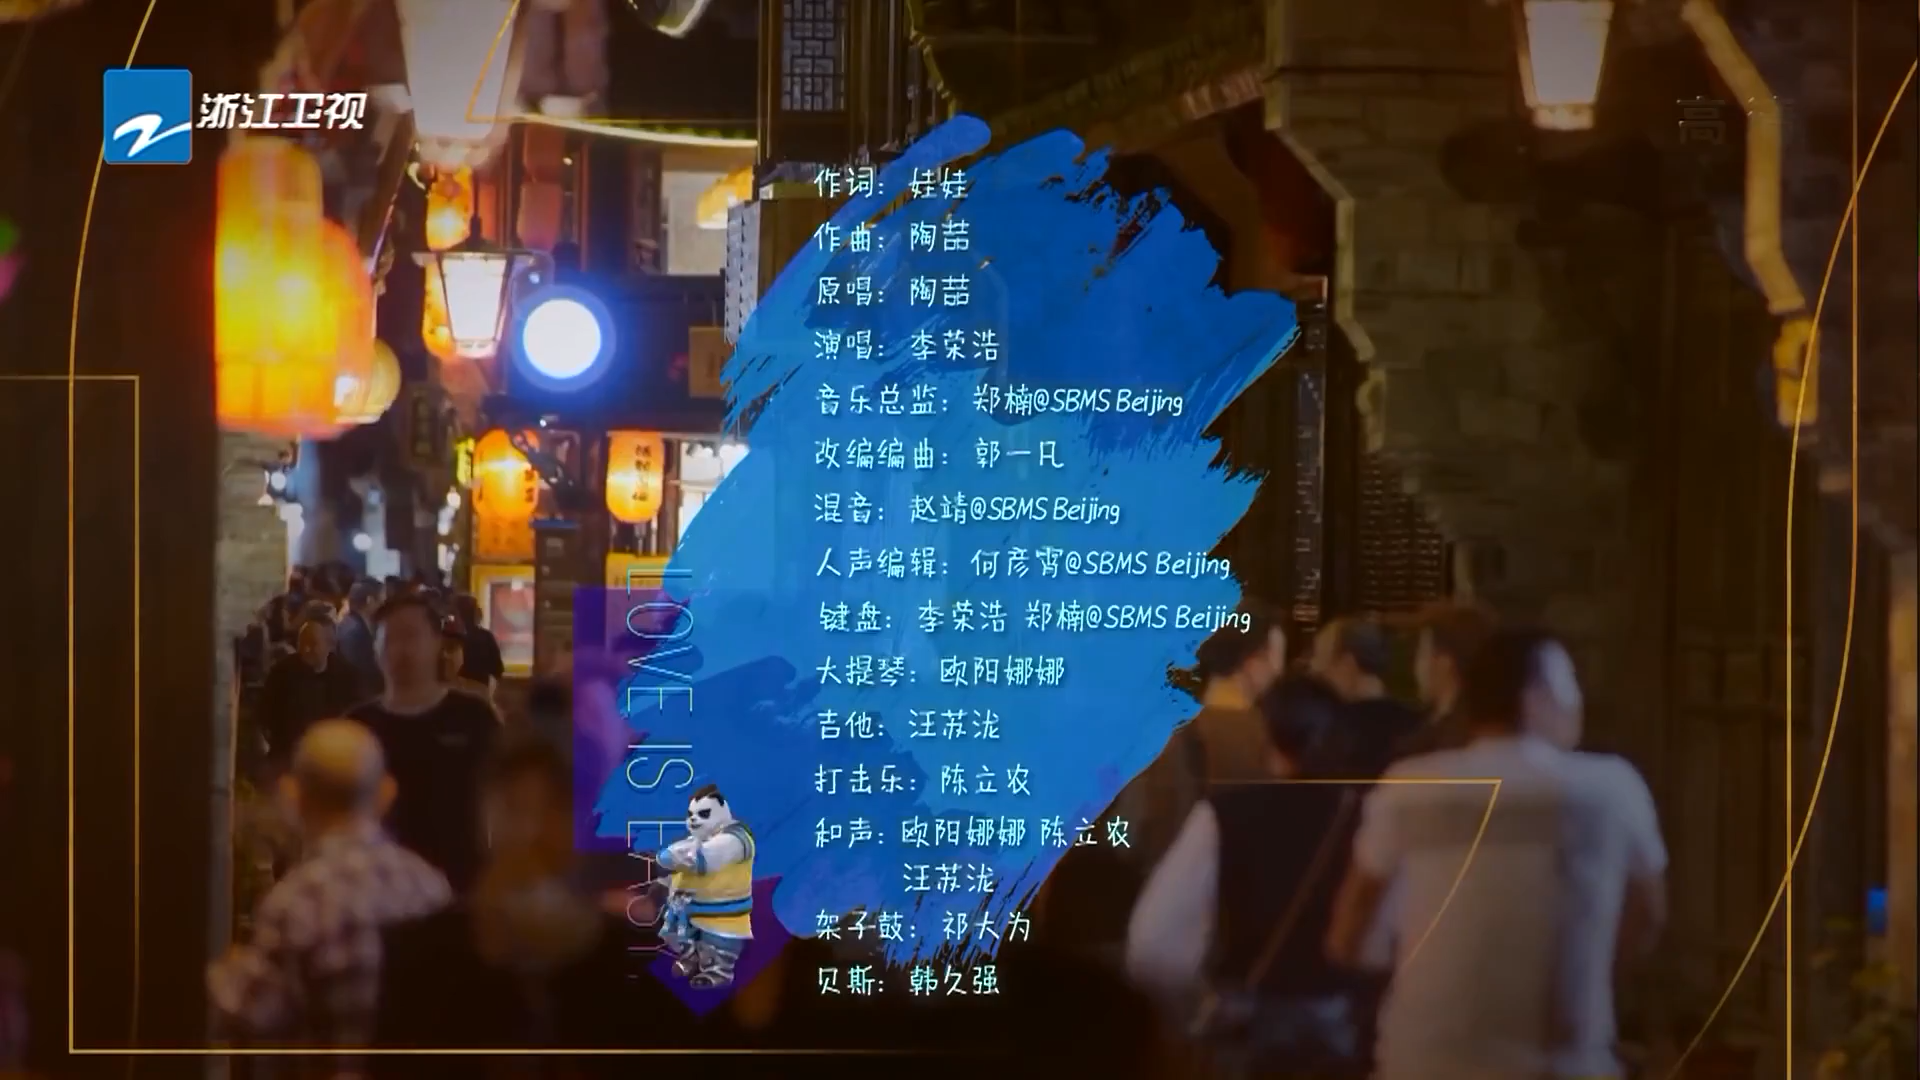 浙江卫视
高清
作词： 娃娃
作曲： 陶喆
原唱： 陶喆
演唱： 李荣浩
音乐总监： 郑楠@SBMS Beijing
改编编曲： 郭一凡
混音： 赵靖@SBMS Beijing
人声编辑： 何彦霄@SBMS Beijing
键盘： 李荣浩 郑楠@SBMS Beijing
大提琴： 欧阳娜娜
吉他： 汪苏泷
打击乐： 陈立农
和声： 欧阳娜娜 陈立农
汪苏泷
架子鼓： 祁大为
贝斯： 韩久强
LOVE IS EASY